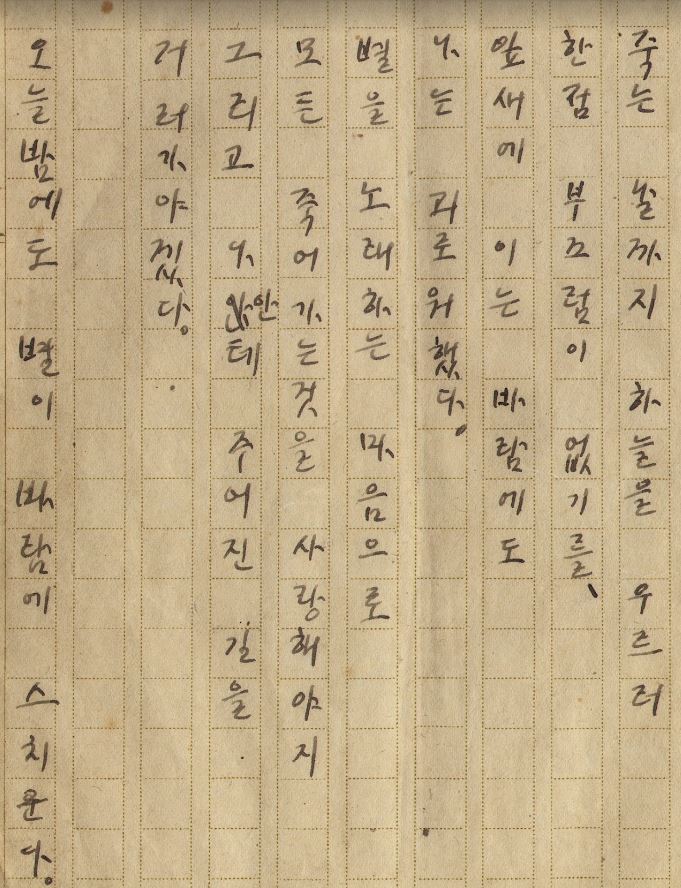 죽는 날까지 하늘을 우르러
한점 부끄럼이 없기를、
잎새에 이는 바람에도
나는 괴로워했다.
별을 노래하는 마음으로
모든 죽어가는것을 사랑해야지
그리고 나안테 주어진 길을
거러가야겠다.
오늘밤에도 별이 바람에 스치운다.